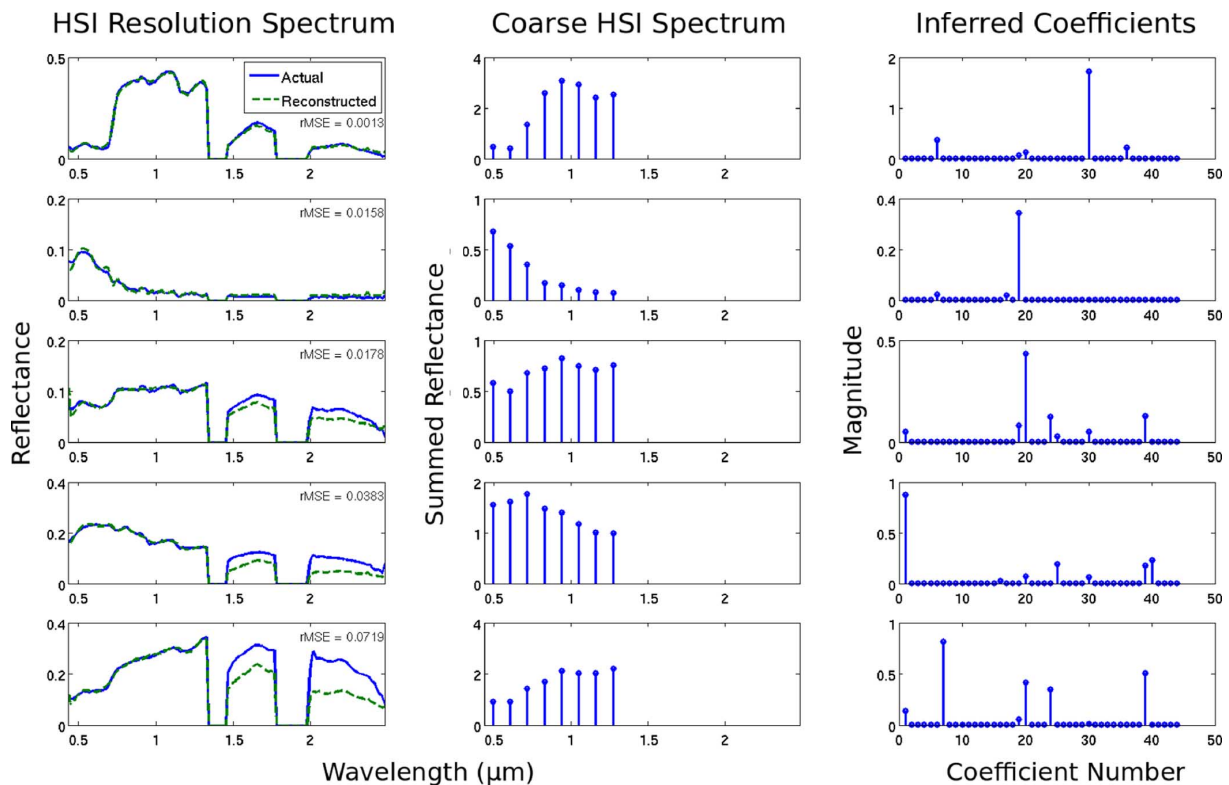 HSI Resolution Spectrum
Coarse HSI Spectrum
Inferred Coefficients
0.5
0
Actual
Reconstructed
rMSE = 0.0013
0.5 1 1.5 2
4
2
0
0.5 1 1.5 2
2
1
0
0 10 20 30 40 50
0.2
0.1
0
rMSE = 0.0158
0.5 1 1.5 2
1
0.5
0
0.5 1 1.5 2
0.4
0.2
0
0 10 20 30 40 50
0.2
0.1
0
rMSE = 0.0178
0.5 1 1.5 2
1
0.5
0
0.5 1 1.5 2
0.5
0
0 10 20 30 40 50
0.4
0.2
0
rMSE = 0.0383
0.5 1 1.5 2
2
1
0
0.5 1 1.5 2
1
0.5
0
0 10 20 30 40 50
0.4
0.2
0
rMSE = 0.0719
0.5 1 1.5 2
4
2
0
0.5 1 1.5 2
1
0.5
0
0 10 20 30 40 50
Reflectance
Summed Reflectance
Magnitude
Wavelength (µm)
Coefficient Number